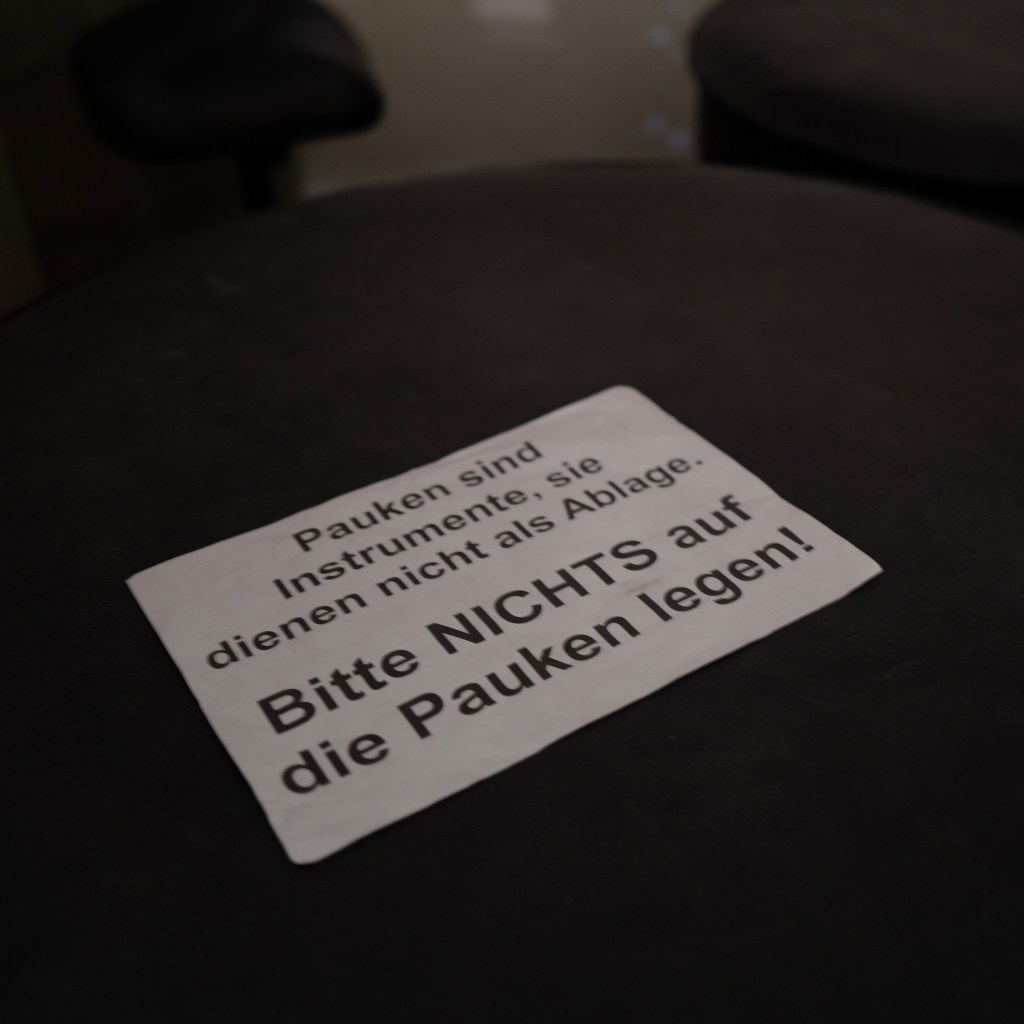 Pauken sind
Instrumente, sie
dienen nicht als Ablage.
Bitte NICHTS auf
die Pauken legen!